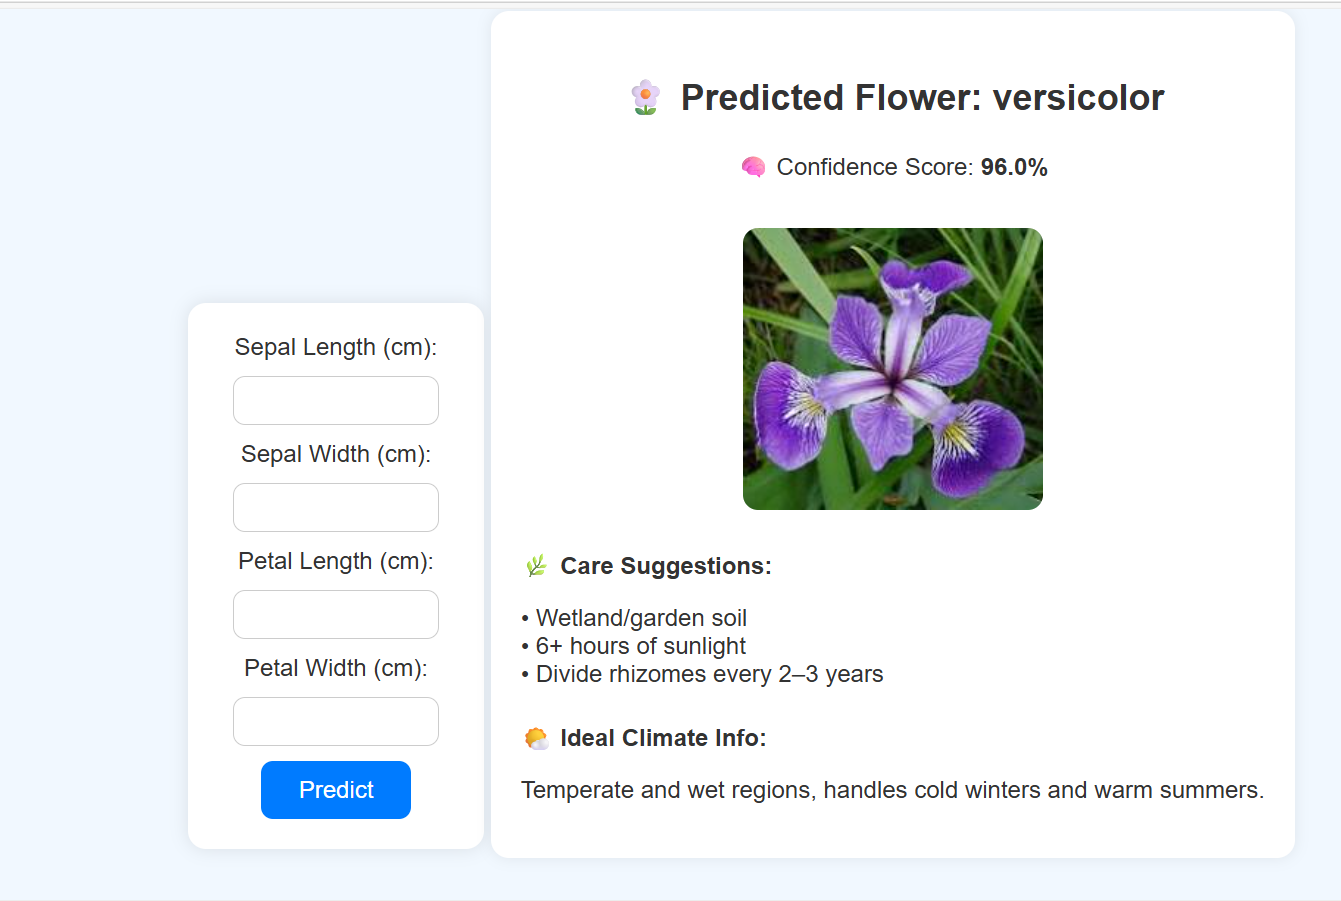 Sepal Length (cm):
Sepal Width (cm):
Petal Length (cm):
Petal Width (cm):
Predict
Predicted Flower: versicolor
Confidence Score: 96.0%
Care Suggestions:
• Wetland/garden soil
• 6+ hours of sunlight
• Divide rhizomes every 2–3 years
Ideal Climate Info:
Temperate and wet regions, handles cold winters and warm summers.